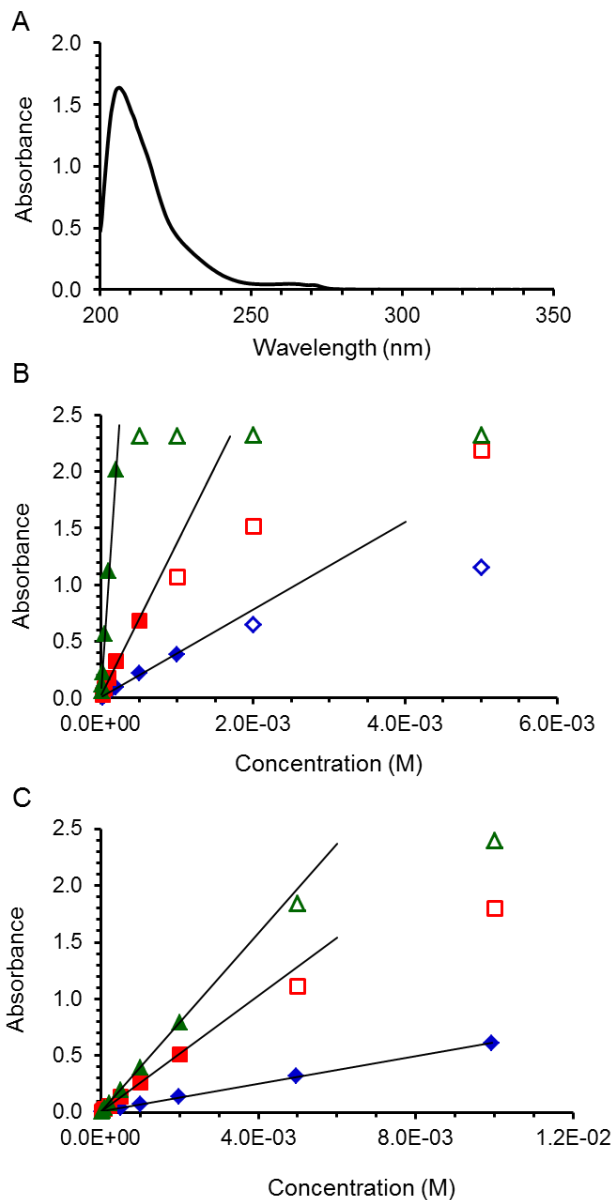 A
2.0
1.5
1.0
0.5
0.0
Absorbance
200 250 300 350
Wavelength (nm)
B
2.5
2.0
1.5
1.0
0.5
0.0
Absorbance
0.0E+00 2.0E-03 4.0E-03 6.0E-03
Concentration (M)
C
2.5
2.0
1.5
1.0
0.5
0.0
Absorbance
0.0E+00 4.0E-03 8.0E-03 1.2E-02
Concentration (M)